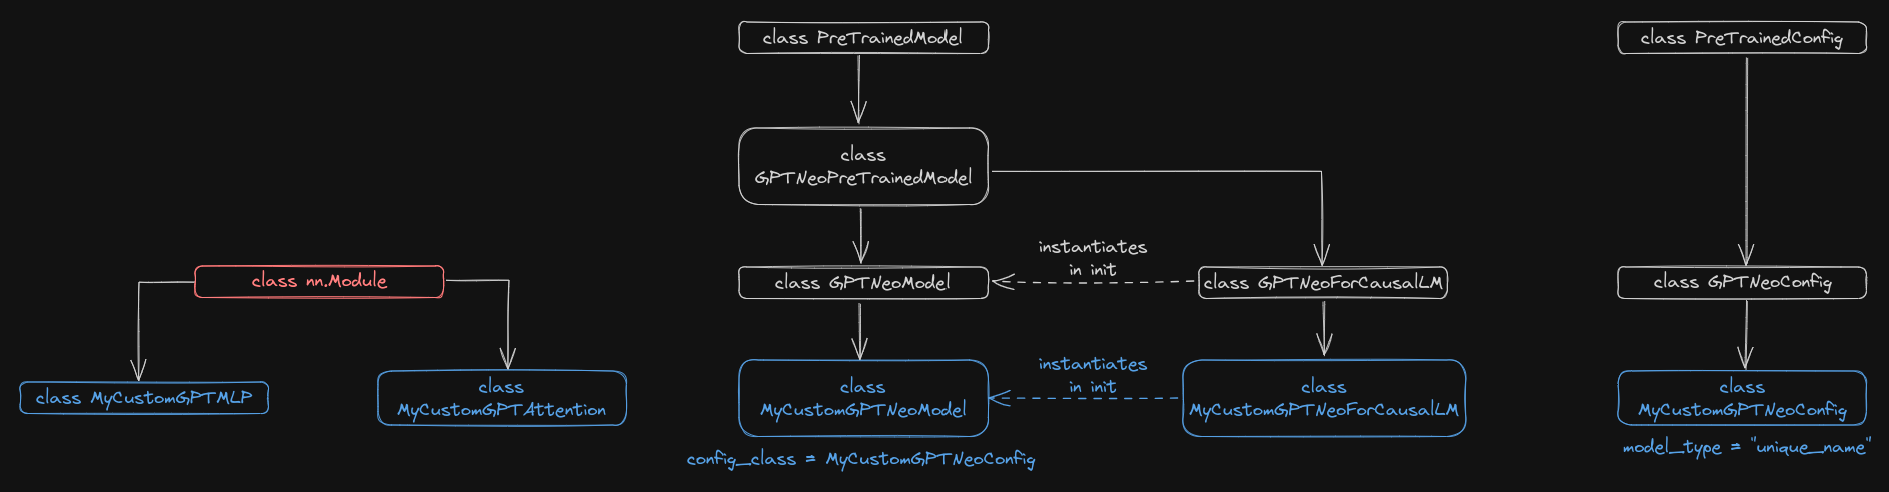 class PreTrainedModel
class PreTrainedConfig
class
GPTNeoPreTrainedModel
instantiates
in init
class nn.Module
class GPTNeoModel
class GPTNeoForCausalLM
class GPTNeoConfig
instantiates
in init
class MyCustomGPTMLP
class
MyCustomGPTAttention
class
MyCustomGPTNeoModel
class
MyCustomGPTNeoForCausalLM
class
MyCustomGPTNeoConfig
config_class = MyCustomGPTNeoConfig
model_type = "unique_name"